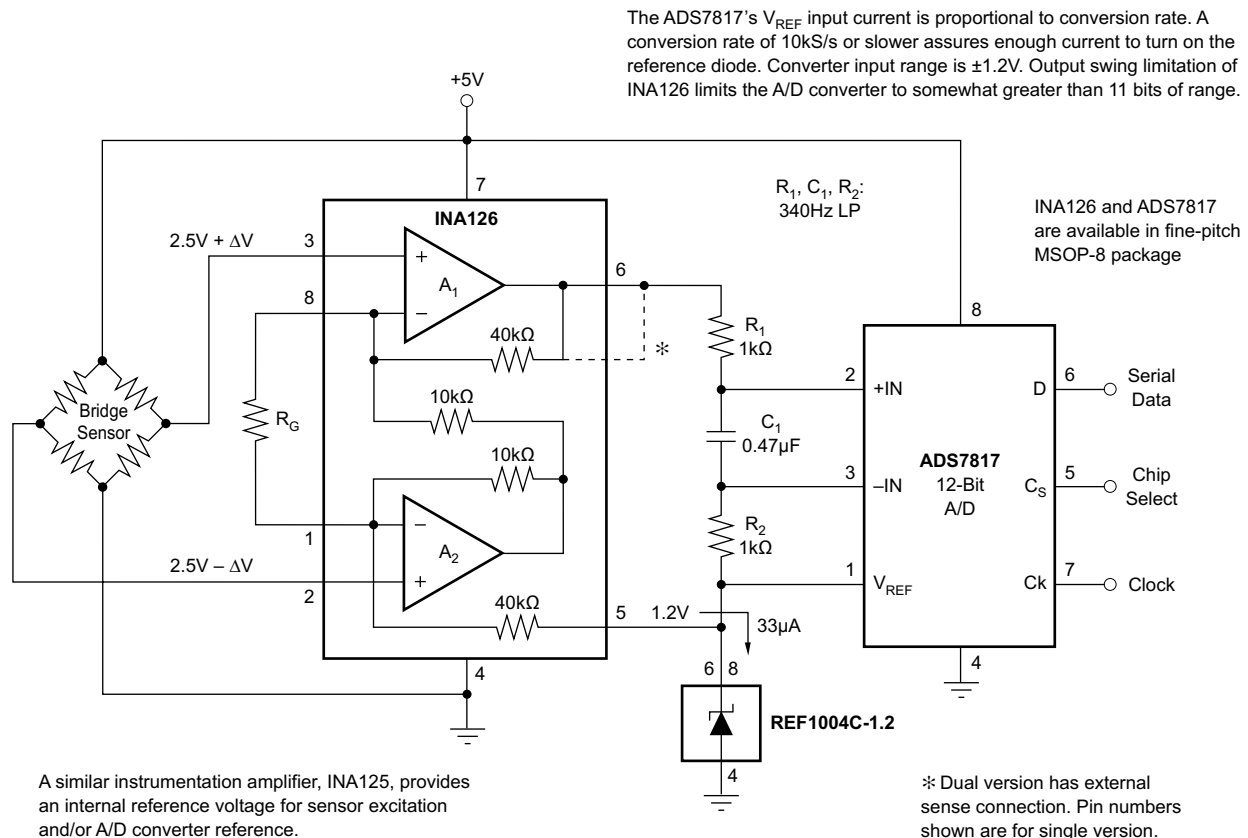 The ADS7817's VREF input current is proportional to conversion rate. A
conversion rate of 10kS/s or slower assures enough current to turn on the
reference diode. Converter input range is ±1.2V. Output swing limitation of
INA126 limits the A/D converter to somewhat greater than 11 bits of range.
+5V
7
INA126
R1, C1, R2:
340Hz LP
INA126 and ADS7817
are available in fine-pitch
MSOP-8 package
2.5V + ΔV
3
+
A1
–
6
8
8
40kΩ
*
R1
1kΩ
2
+IN
D
6
Serial
Data
Bridge
Sensor
RG
10kΩ
C1
0.47µF
10kΩ
ADS7817
12-Bit
A/D
3
–IN
CS
5
Chip
Select
1
–
A2
+
R2
1kΩ
2.5V – ΔV
2
1
VREF
Ck
7
Clock
40kΩ
5
1.2V
33µA
4
4
6
8
REF1004C-1.2
4
A similar instrumentation amplifier, INA125, provides
an internal reference voltage for sensor excitation
and/or A/D converter reference.
* Dual version has external
sense connection. Pin numbers
shown are for single version.